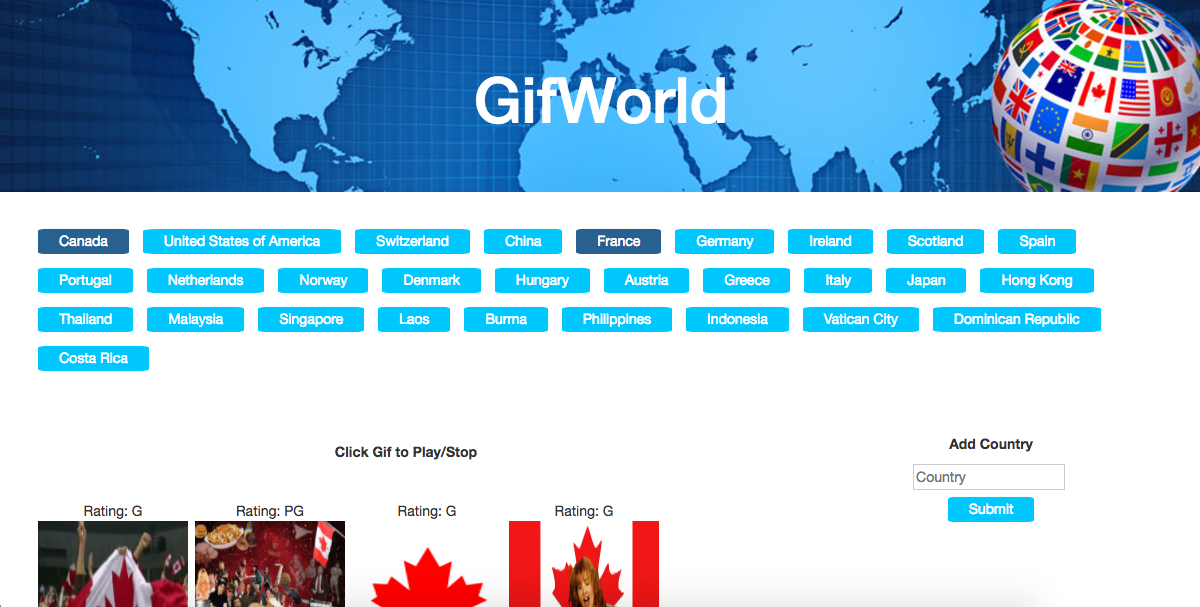 GifWorld
Canada United States of America Switzerland China France Germany Ireland Scotland Spain
Portugal Netherlands Norway Denmark Hungary Austria Greece Italy Japan Hong Kong
Thailand Malaysia Singapore Laos Burma Philippines Indonesia Vatican City Dominican Republic
Costa Rica
Click Gif to Play/Stop
Add Country
Country
Submit
Rating: G Rating: PG Rating: G Rating: G